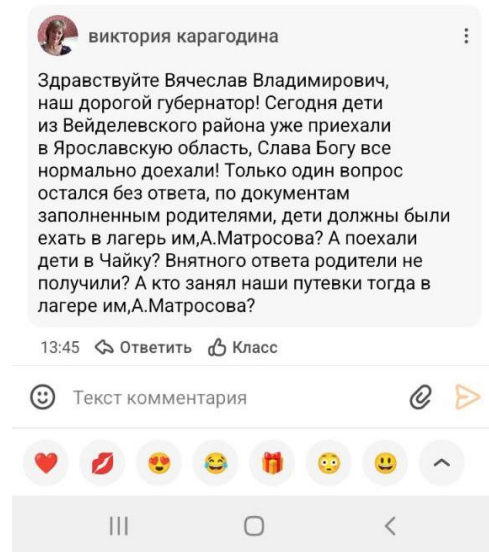 виктория карагодина
Здравствуйте Вячеслав Владимирович,
наш дорогой губернатор! Сегодня дети
из Вейделевского района уже приехали
в Ярославскую область, Слава Богу все
нормально доехали! Только один вопрос
остался без ответа, по документам
заполненным родителями, дети должны были
ехать в лагерь им,А.Матросова? А поехали
дети в Чайку? Внятного ответа родители не
получили? А кто занял наши путевки тогда в
лагере им,А.Матросова?
13:45 Ответить Класс
Текст комментария